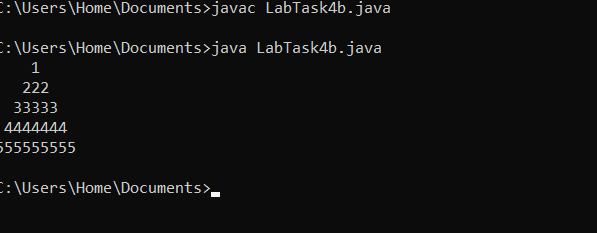 C:\Users\Home\Documents>javac LabTask4b.java
C:\Users\Home\Documents>java LabTask4b.java
1
222
33333
4444444
555555555
C:\Users\Home\Documents>